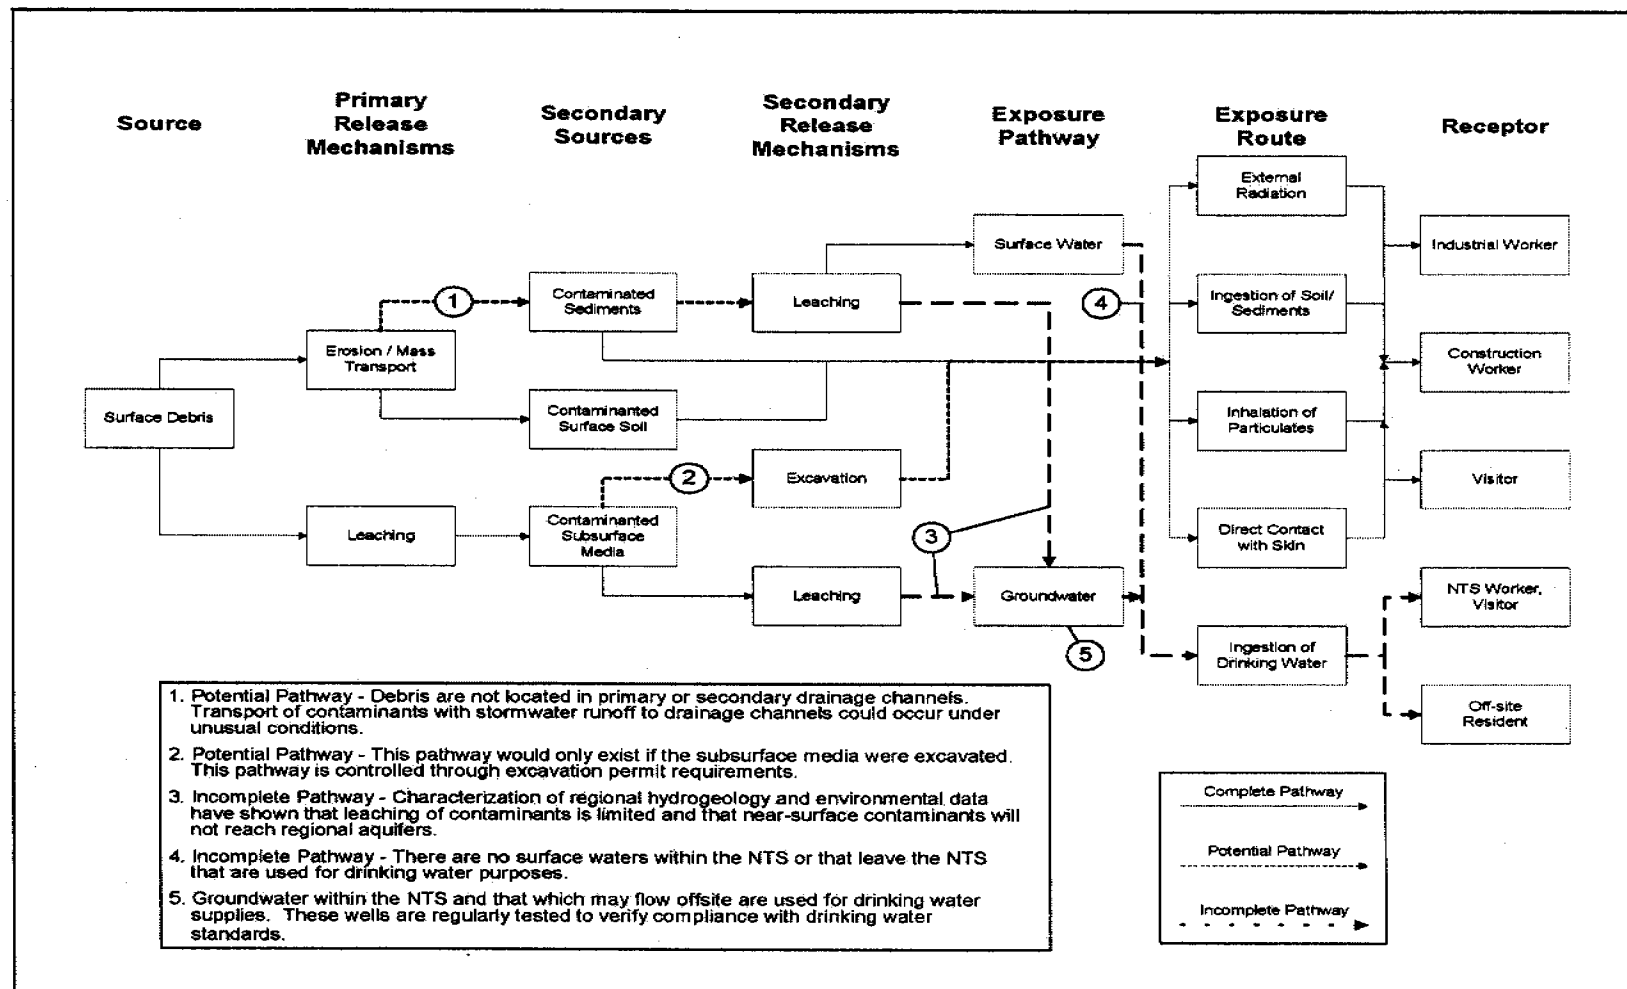 Source
Primary
Release
Mechanisms
Secondary
Sources
Secondary
Release
Mechanisms
Exposure
Pathway
Exposure
Route
Receptor
External
Radiation
Surface Water
Industrial Worker
1
Contaminated
Sediments
Leaching
4
Ingestion of Soil/
Sediments
Erosion / Mass
Transport
Construction
Worker
Surface Debris
Contaminanted
Surface Soil
Inhalation of
Particulates
2
Excavation
Visitor
Leaching
Contaminanted
Subsurface
Media
3
Direct Contact
with Skin
Leaching
Groundwater
NTS Worker,
Visitor
5
Ingestion of
Drinking Water
Off-site
Resident
1. Potential Pathway - Debris are not located in primary or secondary drainage channels.
Transport of contaminants with stormwater runoff to drainage channels could occur under
unusual conditions.
2. Potential Pathway - This pathway would only exist if the subsurface media were excavated.
This pathway is controlled through excavation permit requirements.
3. Incomplete Pathway - Characterization of regional hydrogeology and environmental data
have shown that leaching of contaminants is limited and that near-surface contaminants will
not reach regional aquifers.
4. Incomplete Pathway - There are no surface waters within the NTS or that leave the NTS
that are used for drinking water purposes.
5. Groundwater within the NTS and that which may flow offsite are used for drinking water
supplies. These wells are regularly tested to verify compliance with drinking water
standards.
Complete Pathway
Potential Pathway
Incomplete Pathway